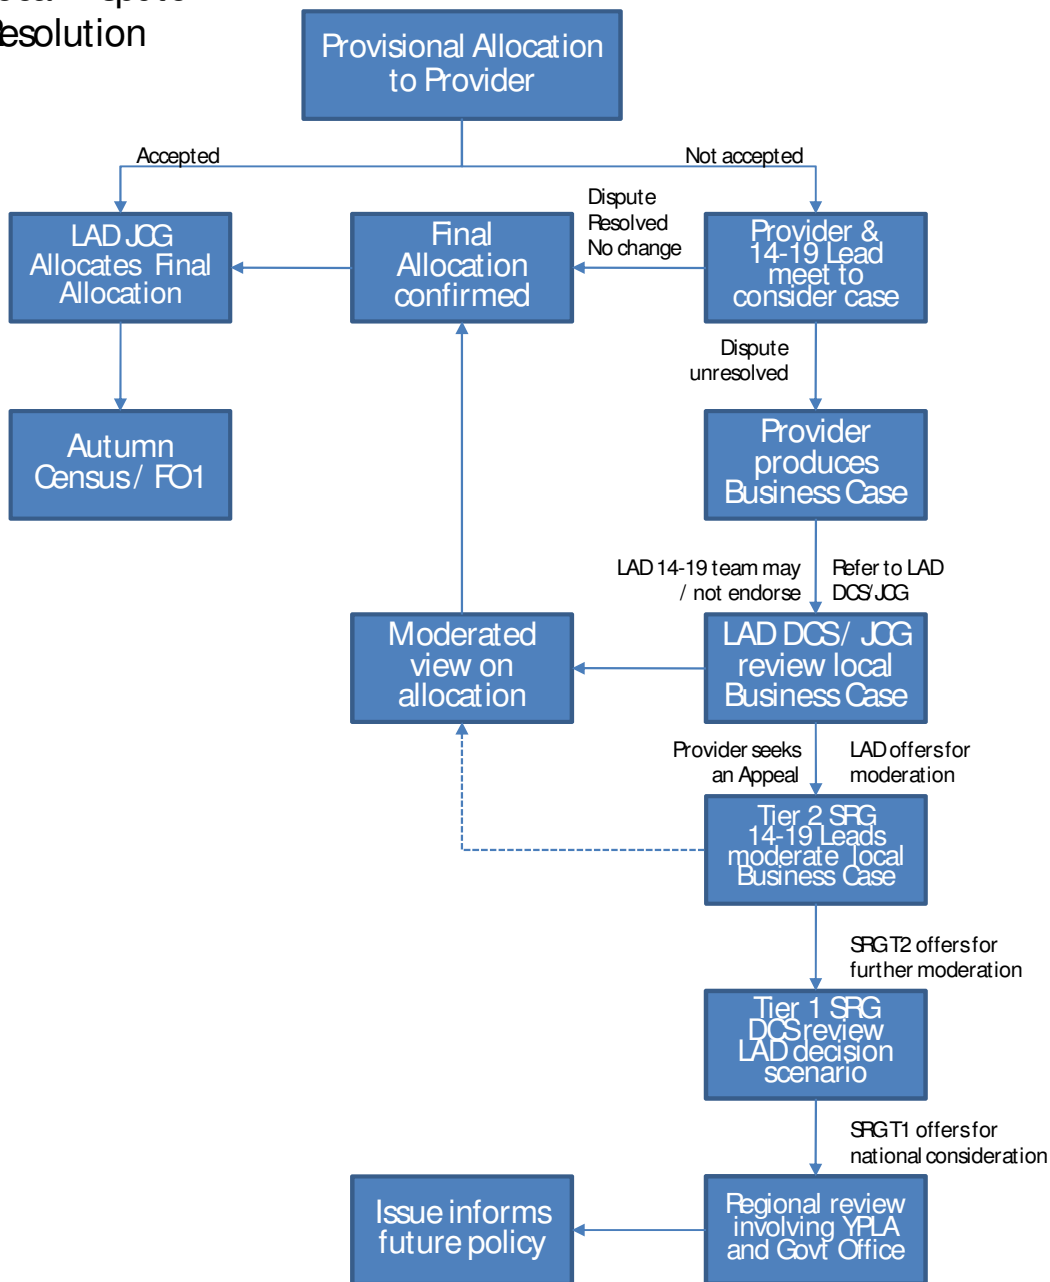 Resolution
Provisional Allocation
to Provider
Accepted
Not accepted
LAD JOG
Allocates Final
Allocation
Final
Allocation
confirmed
Dispute
Resolved
No change
Provider &
14-19 Lead
meet to
consider case
Dispute
unresolved
Autumn
Census / FO1
Provider
produces
Business Case
LAD 14-19 team may
/ not endorse
Refer to LAD
DCS/JOG
Moderated
view on
allocation
LAD DCS / JOG
review local
Business Case
Provider seeks
an Appeal
LAD offers for
moderation
Tier 2 SRG
14-19 Leads
moderate local
Business Case
SRG T2 offers for
further moderation
Tier 1 SRG
DCS review
LAD decision
scenario
SRG T1 offers for
national consideration
Issue informs
future policy
Regional review
involving YPLA
and Govt Office